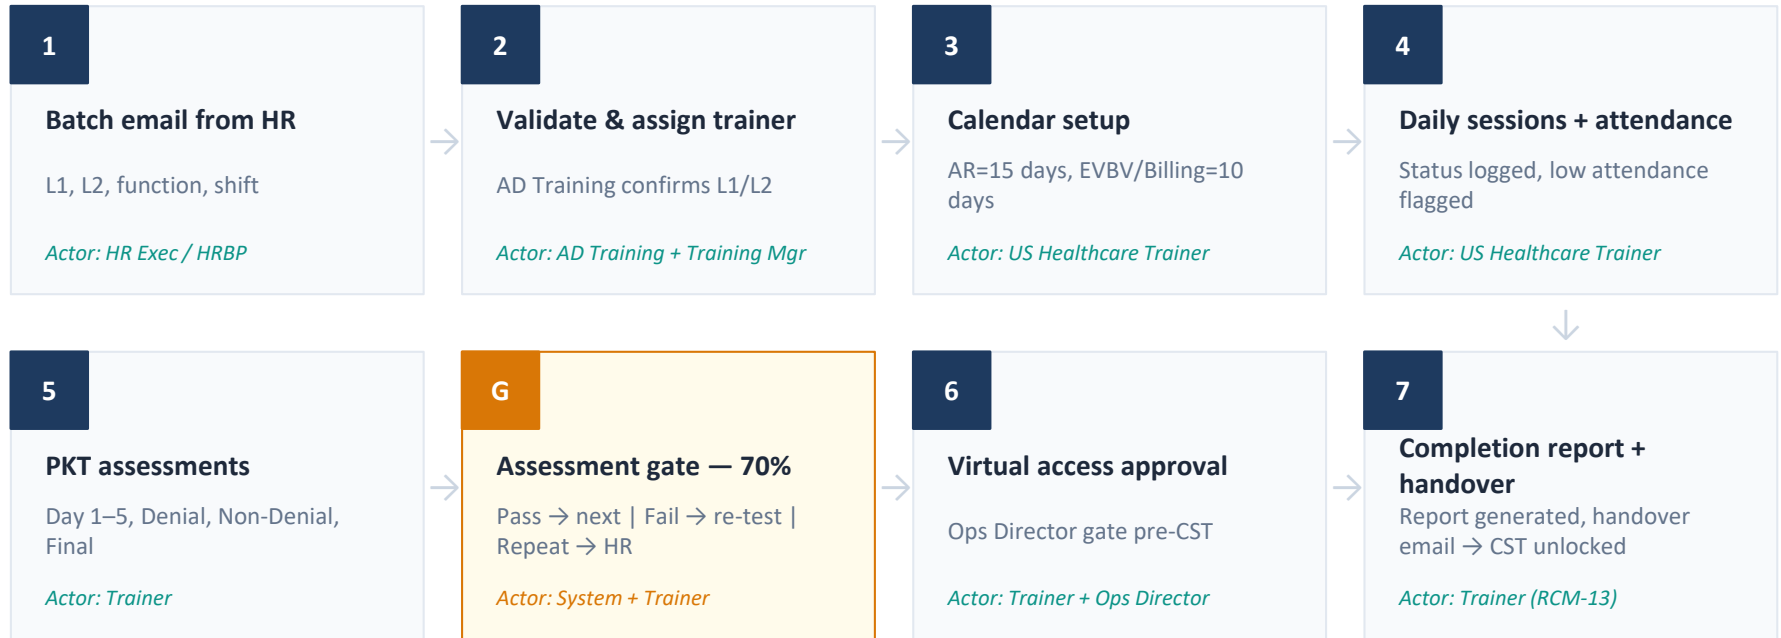 1
Batch email from HR
L1, L2, function, shift
Actor: HR Exec / HRBP
2
Validate & assign trainer
AD Training confirms L1/L2
Actor: AD Training + Training Mgr
3
Calendar setup
AR=15 days, EVBV/Billing=10
days
Actor: US Healthcare Trainer
4
Daily sessions + attendance
Status logged, low attendance
flagged
Actor: US Healthcare Trainer
5
PKT assessments
Day 1–5, Denial, Non-Denial,
Final
Actor: Trainer
G
Assessment gate — 70%
Pass → next | Fail → re-test |
Repeat → HR
Actor: System + Trainer
6
Virtual access approval
Ops Director gate pre-CST
Actor: Trainer + Ops Director
7
Completion report +
handover
Report generated, handover
email → CST unlocked
Actor: Trainer (RCM-13)